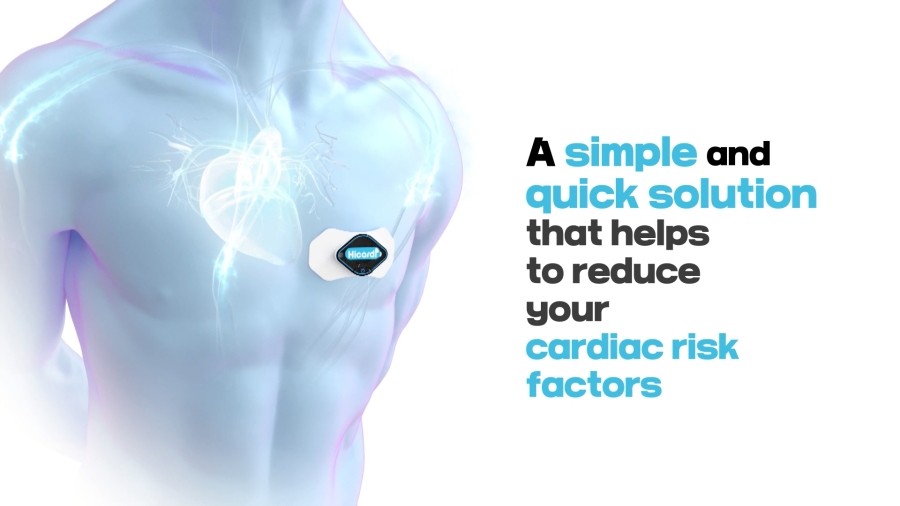 A simple and
quick solution
that helps
to reduce
your
cardiac risk
factors
Hicardi